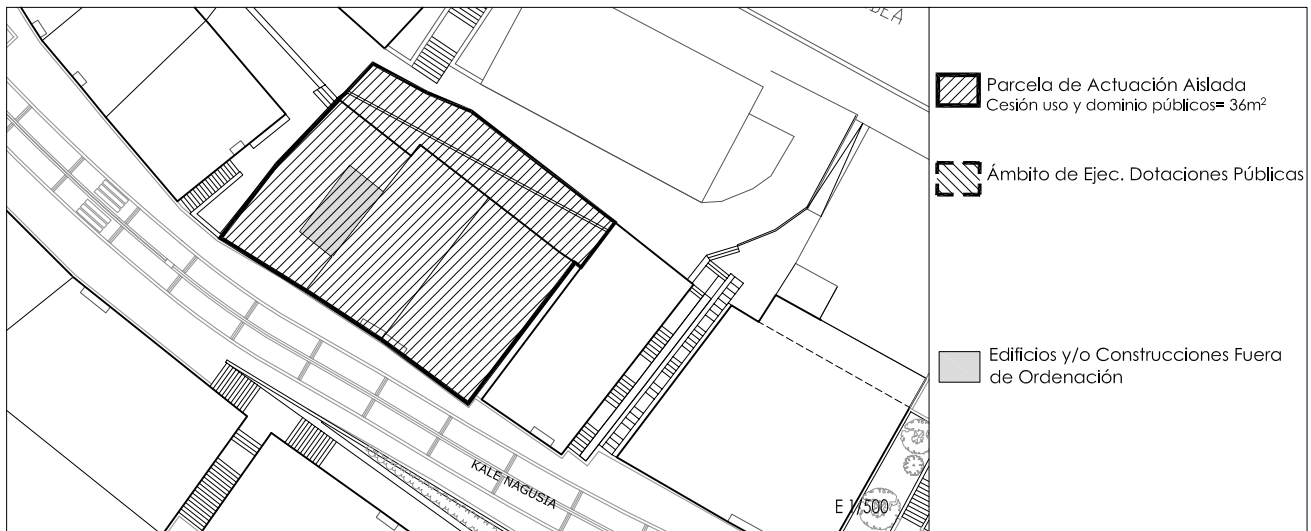 Parcela de Actuación Aislada
Cesión uso y dominio públicos= 36m²
Ámbito de Ejec. Dotaciones Públicas
Edificios y/o Construcciones Fuera
de Ordenación
KALE NAGUSIA
E 1/500